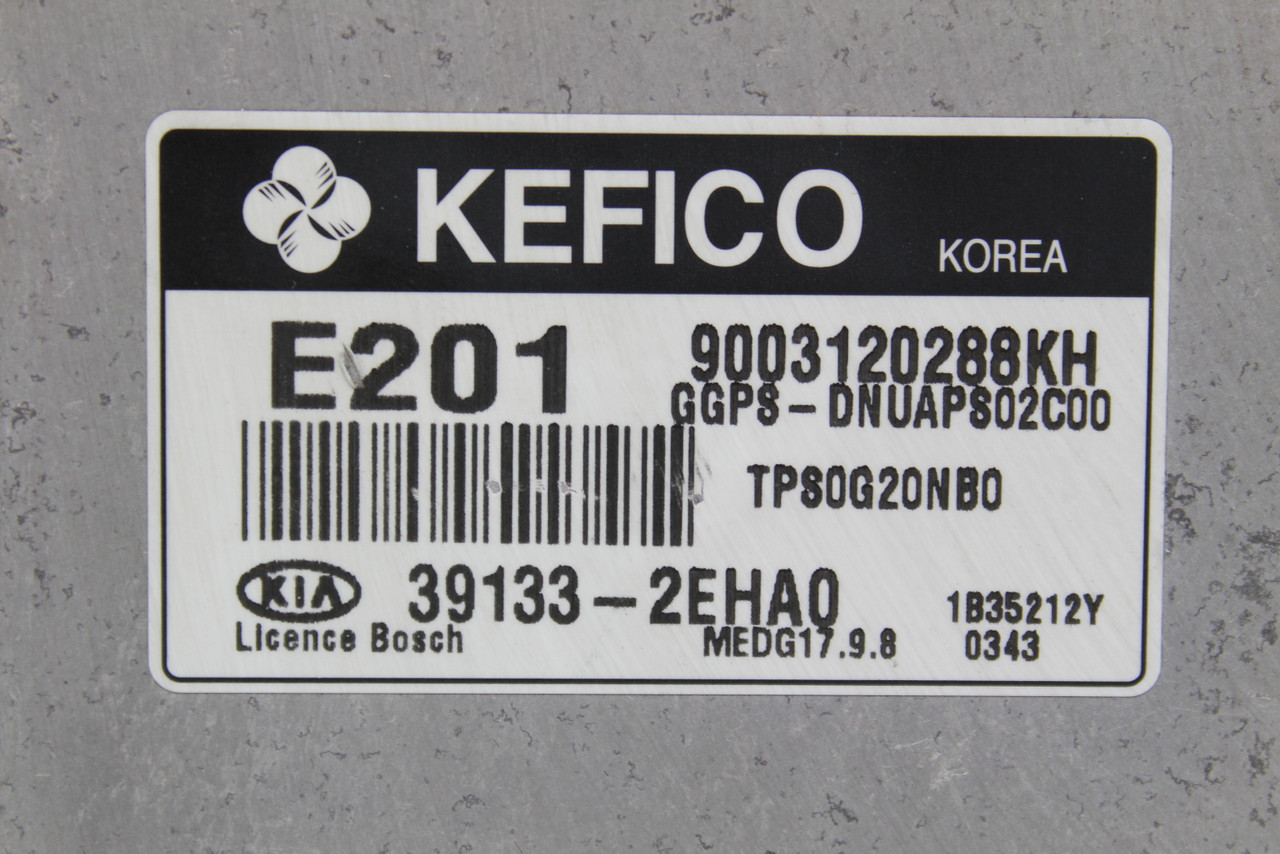 KEFICO KOREA
E201
9003120288KH
GGPS-DNUAPS02C00
TPS0G20NB0
KIA 39133-2EHA0
1B35212Y
Licence Bosch
MEDG17.9.8
0343